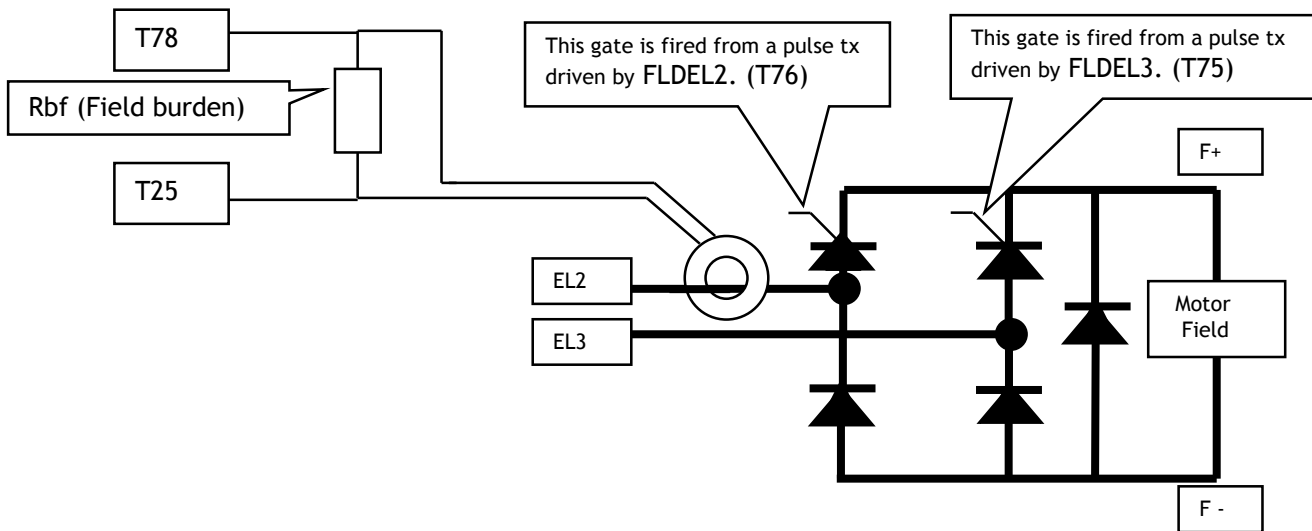 T78
Rbf (Field burden)
T25
This gate is fired from a pulse tx
driven by FLDEL2. (T76)
This gate is fired from a pulse tx
driven by FLDEL3. (T75)
F+
EL2
EL3
Motor
Field
F -